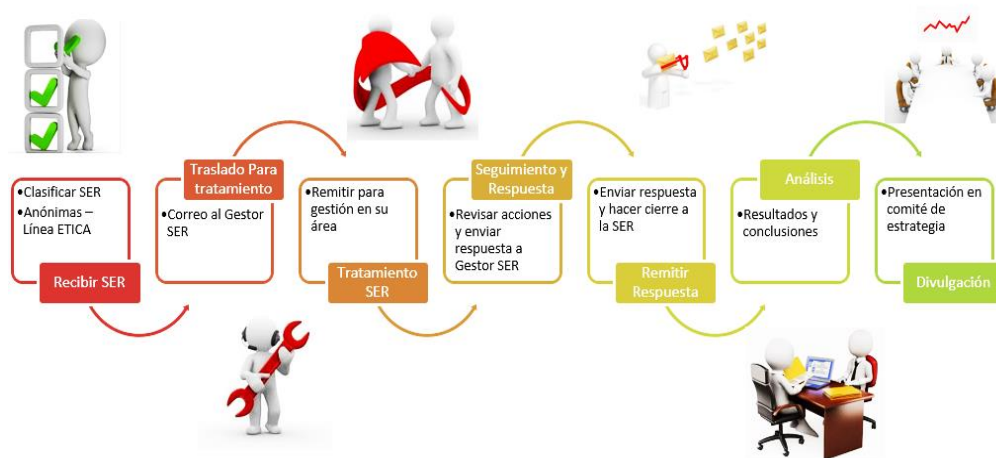 •Clasificar SER
•Anónimas –
Línea ETICA
Recibir SER
Traslado Para
tratamiento
•Correo al Gestor
SER
•Remitir para
gestión en su
área
Tratamiento
SER
Seguimiento y
Respuesta
•Revisar acciones
y enviar
respuesta a
Gestor SER
•Enviar respuesta
y hacer cierre a
la SER
Remitir
Respuesta
Análisis
•Resultados y
conclusiones
•Presentación en
comité de
estrategia
Divulgación